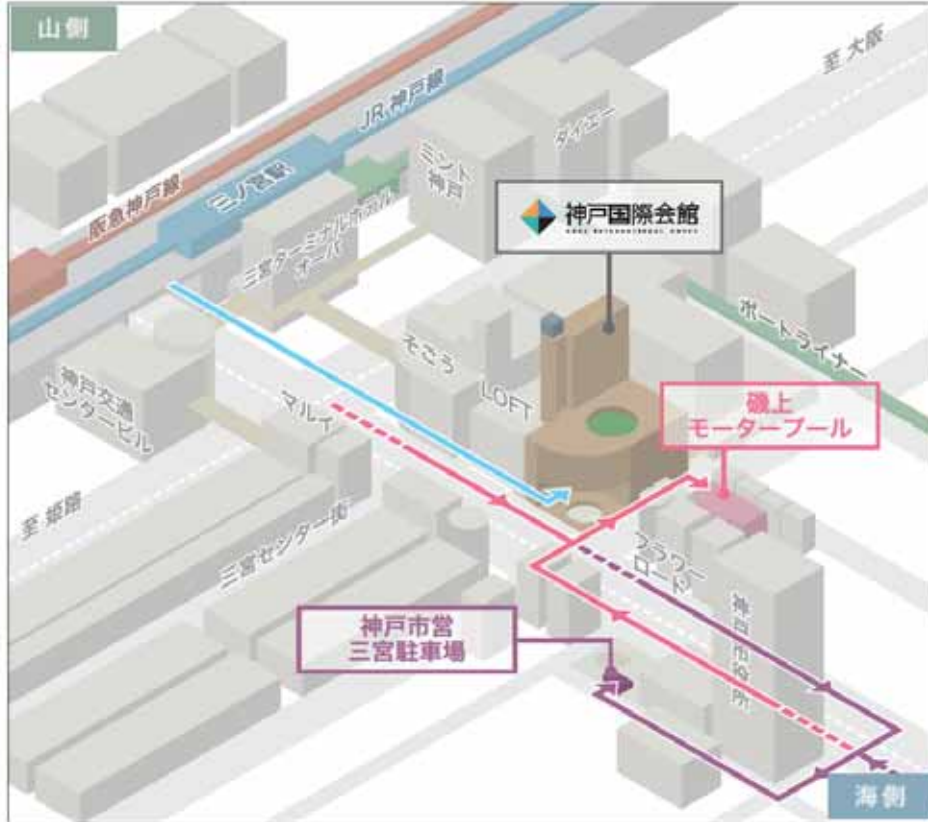 山側
至 大阪
JR 神戸線
ダイエー
ミント
神戸
三ノ宮駅
阪急神戸線
神戸国際会館
三宮ターミナルホテル
オーパ
ポートライナー
そごう
神戸交通
センタービル
LOFT
マルイ
磯上
モータープール
至 姫路
三宮センター街
フラワー
ロード
神戸市営
三宮駐車場
神戸市役所
海側